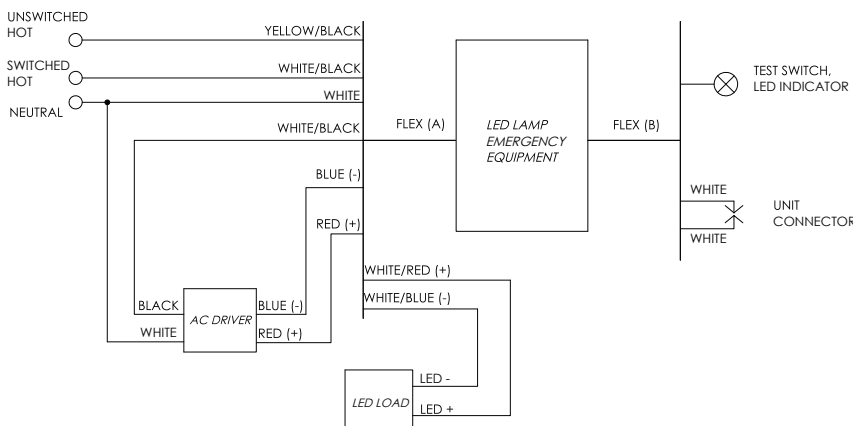 UNSWITCHED
HOT
YELLOW/BLACK
SWITCHED
HOT
WHITE/BLACK
NEUTRAL
WHITE
WHITE/BLACK
FLEX (A)
LED LAMP
EMERGENCY
EQUIPMENT
FLEX (B)
TEST SWITCH,
LED INDICATOR
BLUE (-)
RED (+)
WHITE
UNIT
CONNECTOR
WHITE
WHITE/RED (+)
WHITE/BLUE (-)
BLACK
WHITE
AC DRIVER
BLUE (-)
RED (+)
LED LOAD
LED -
LED +